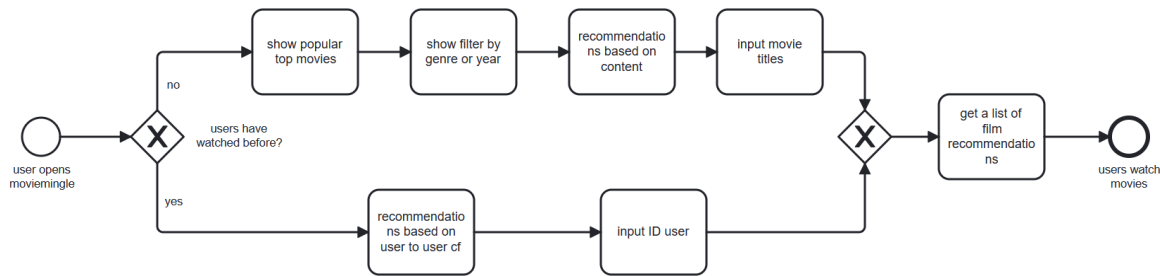 show popular
top movies
show filter by
genre or year
recommendatio
ns based on
content
input movie
titles
no
users have
watched before?
user opens
moviemingle
yes
recommendatio
ns based on
user to user cf
input ID user
get a list of
film
recommendatio
ns
users watch
movies